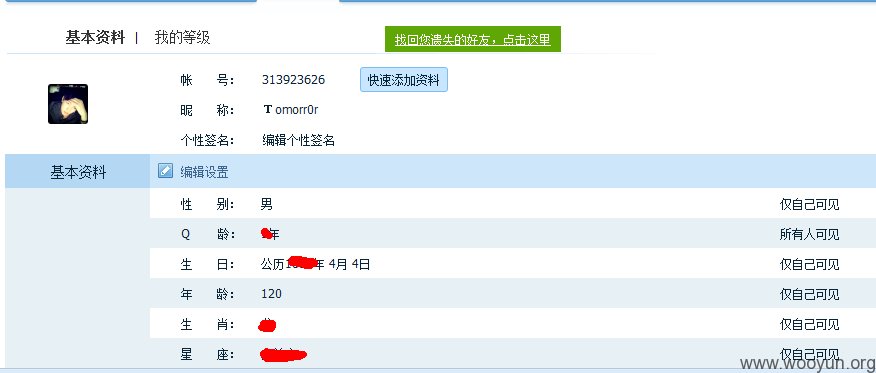 基本资料 | 我的等级
找回您遗失的好友，点击这里
帐 号： 313923626 快速添加资料
昵 称： Tomorr0r
个性签名： 编辑个性签名
基本资料 编辑设置
性 别： 男 仅自己可见
Q 龄： 年 所有人可见
生 日： 公历1 年 4月 4日 仅自己可见
年 龄： 120 仅自己可见
生 肖： 仅自己可见
星 座： 仅自己可见
www.wooyun.org